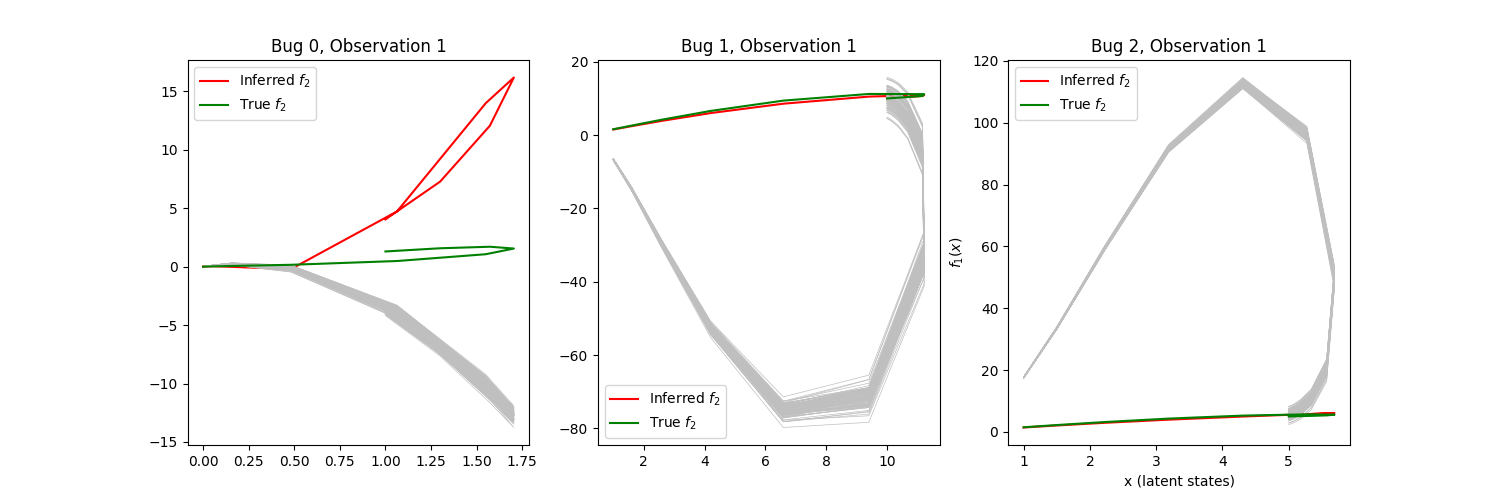 Bug 0, Observation 1
Inferred f₂
True f₂
15
10
5
0
−5
−10
−15
0.00 0.25 0.50 0.75 1.00 1.25 1.50 1.75
Bug 1, Observation 1
20
0
−20
−40
−60
−80
Inferred f₂
True f₂
2 4 6 8 10
Bug 2, Observation 1
Inferred f₂
True f₂
f₁(x)
120
100
80
60
40
20
0
1 2 3 4 5
x (latent states)